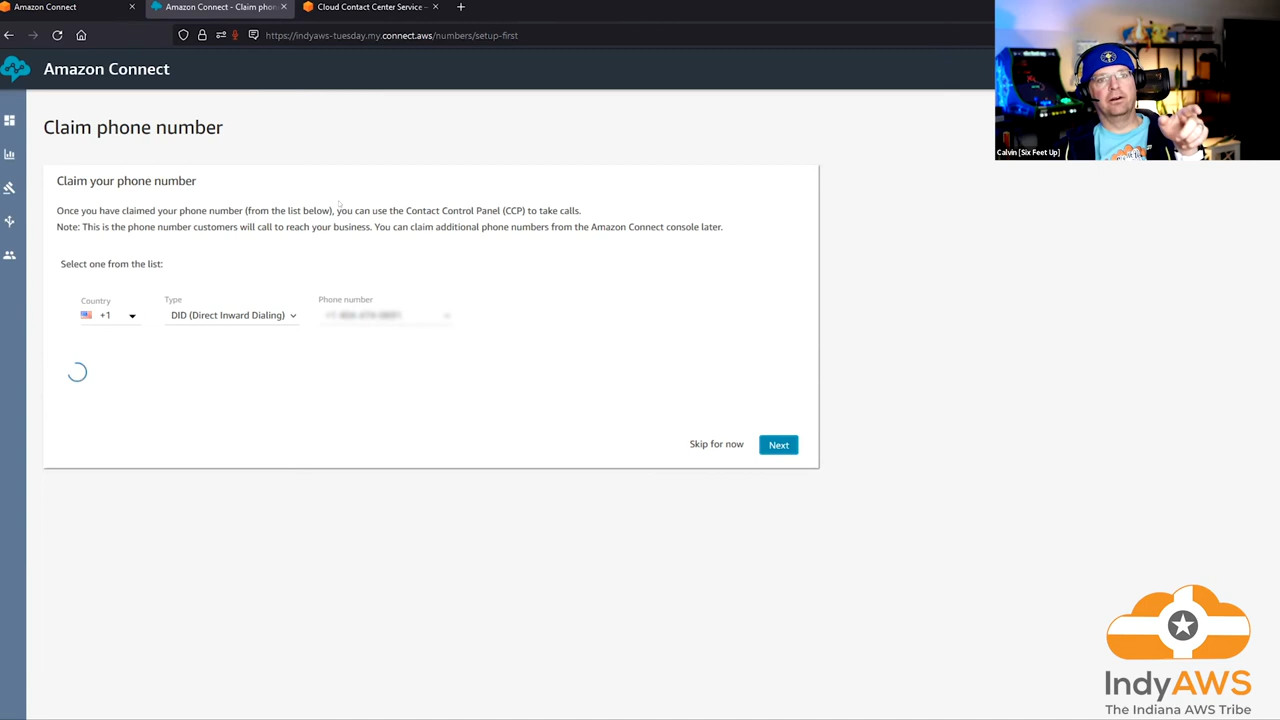 Amazon Connect
Amazon Connect - Claim phon
Cloud Contact Center Service –
https://indyaws-tuesday.my.connect.aws/numbers/setup-first
Amazon Connect
Calvin [Six Feet Up]
Claim phone number
Claim your phone number
Once you have claimed your phone number (from the list below), you can use the Contact Control Panel (CCP) to take calls.
Note: This is the phone number customers will call to reach your business. You can claim additional phone numbers from the Amazon Connect console later.
Select one from the list:
Country Type Phone number
+1 DID (Direct Inward Dialing)
Skip for now Next
IndyAWS
The Indiana AWS Tribe